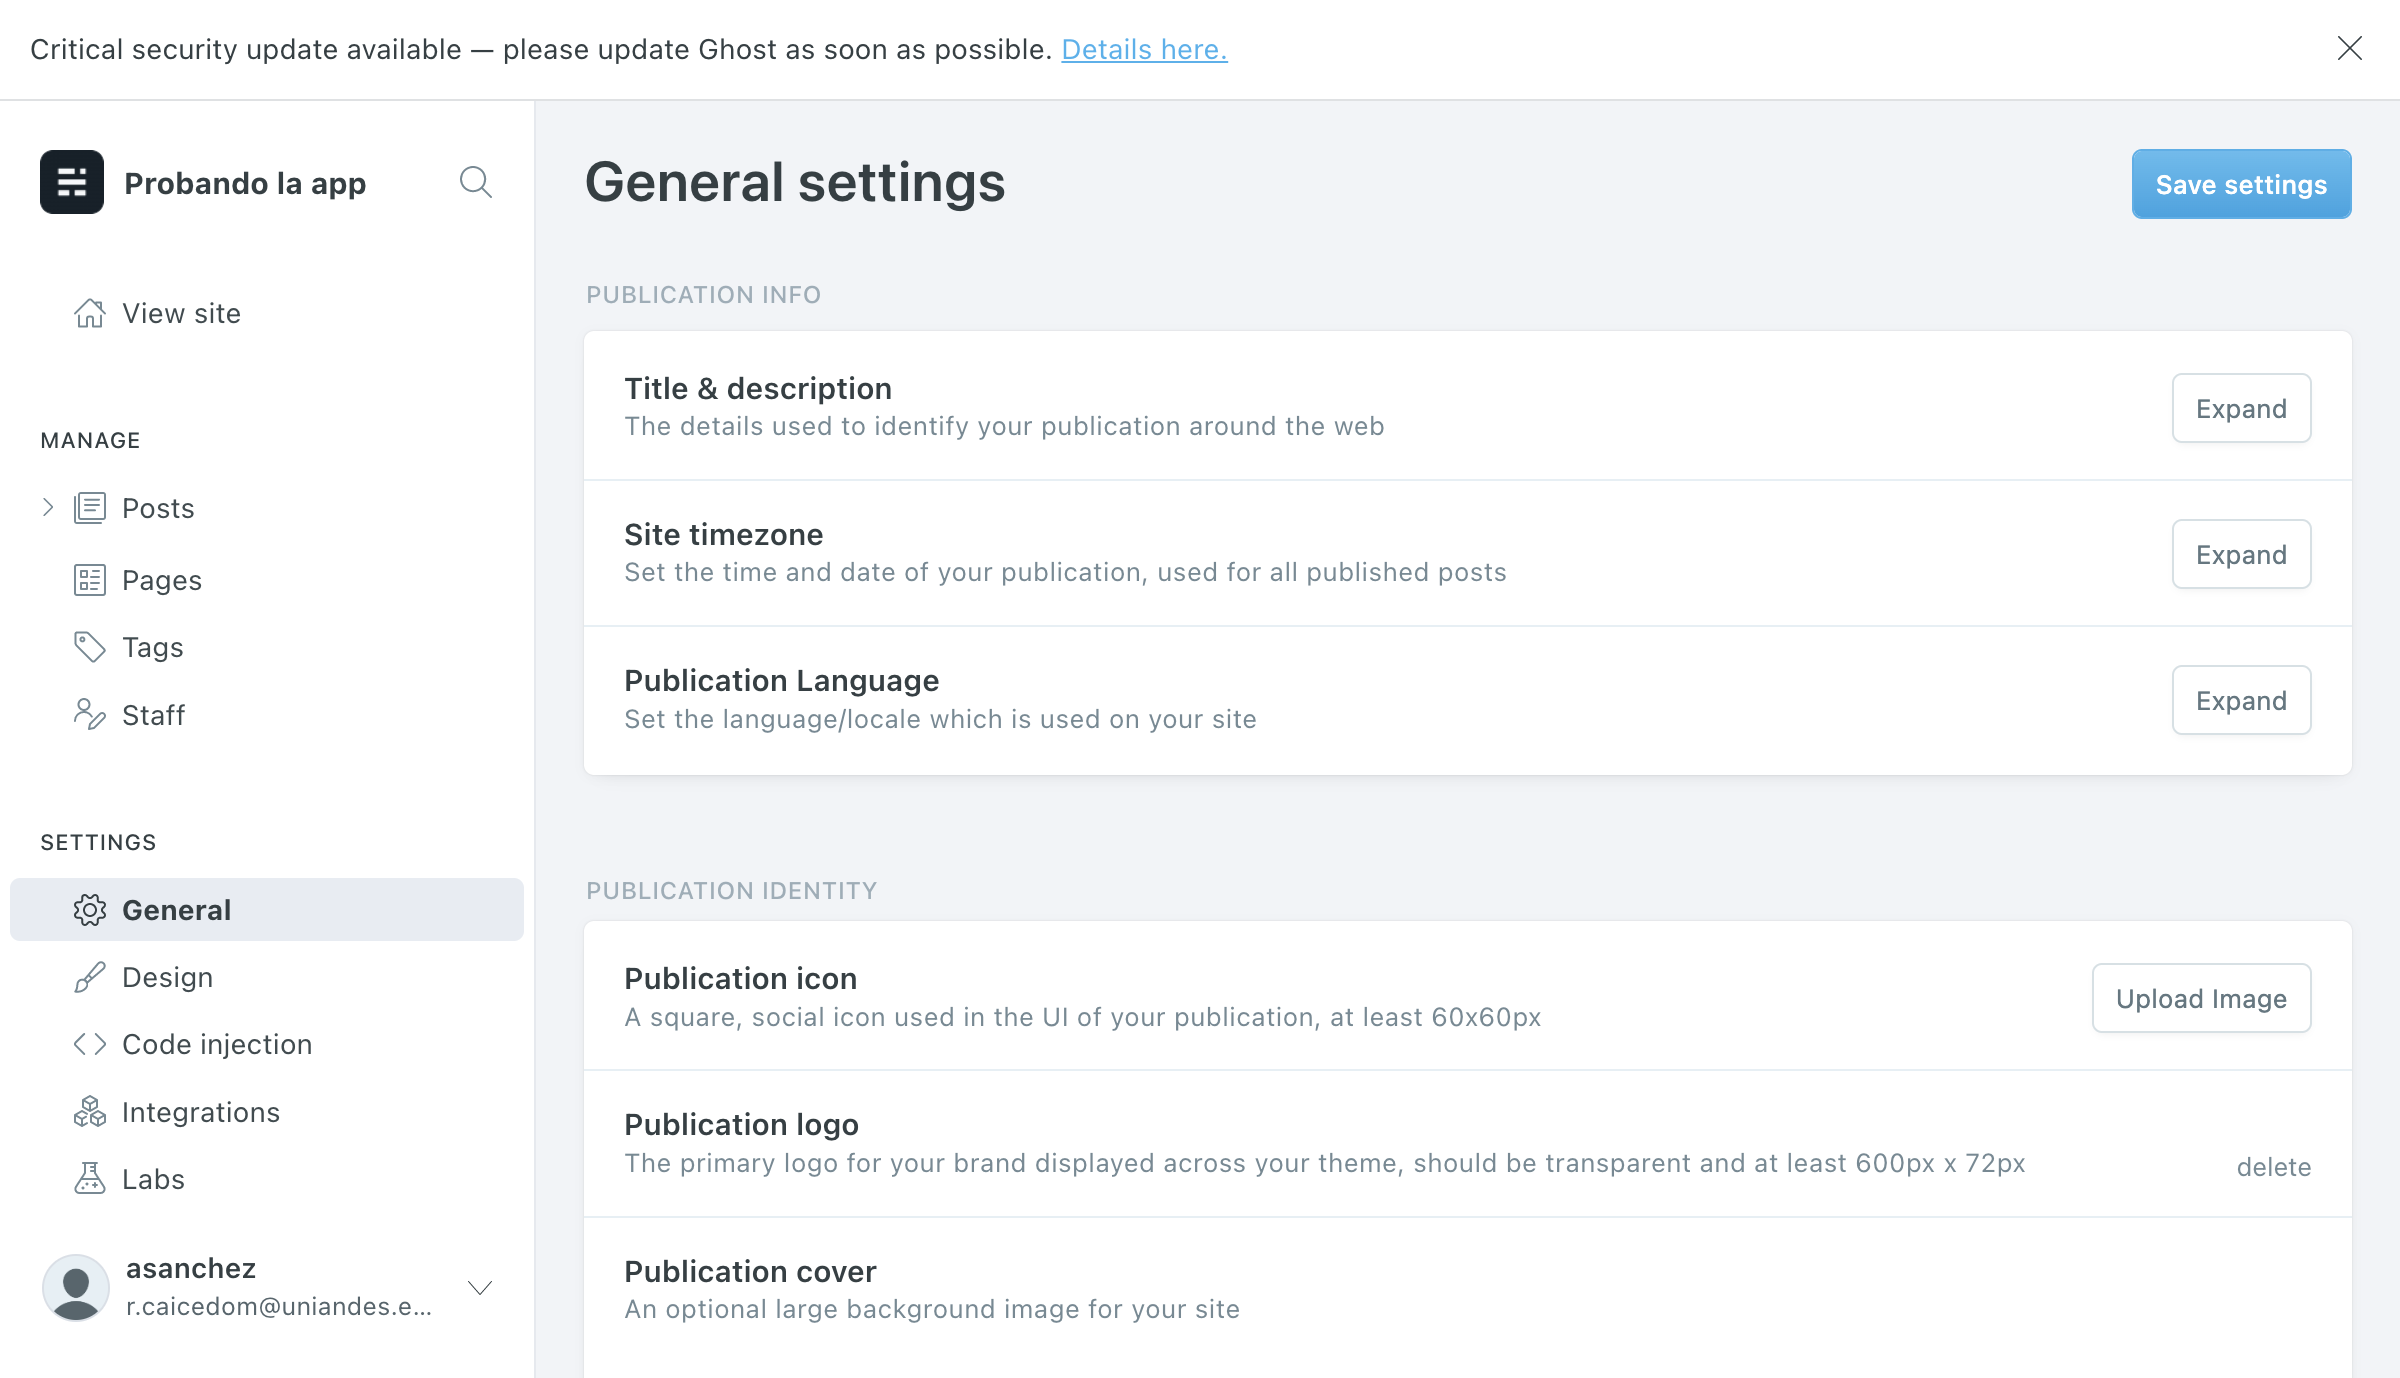 Critical security update available — please update Ghost as soon as possible. Details here.
Probando la app
View site
MANAGE
Posts
Pages
Tags
Staff
SETTINGS
General
Design
Code injection
Integrations
Labs
asanchez
r.caicedom@uniandes.e...
General settings
Save settings
PUBLICATION INFO
Title & description
The details used to identify your publication around the web
Expand
Site timezone
Set the time and date of your publication, used for all published posts
Expand
Publication Language
Set the language/locale which is used on your site
Expand
PUBLICATION IDENTITY
Publication icon
A square, social icon used in the UI of your publication, at least 60x60px
Upload Image
Publication logo
The primary logo for your brand displayed across your theme, should be transparent and at least 600px x 72px
delete
Publication cover
An optional large background image for your site